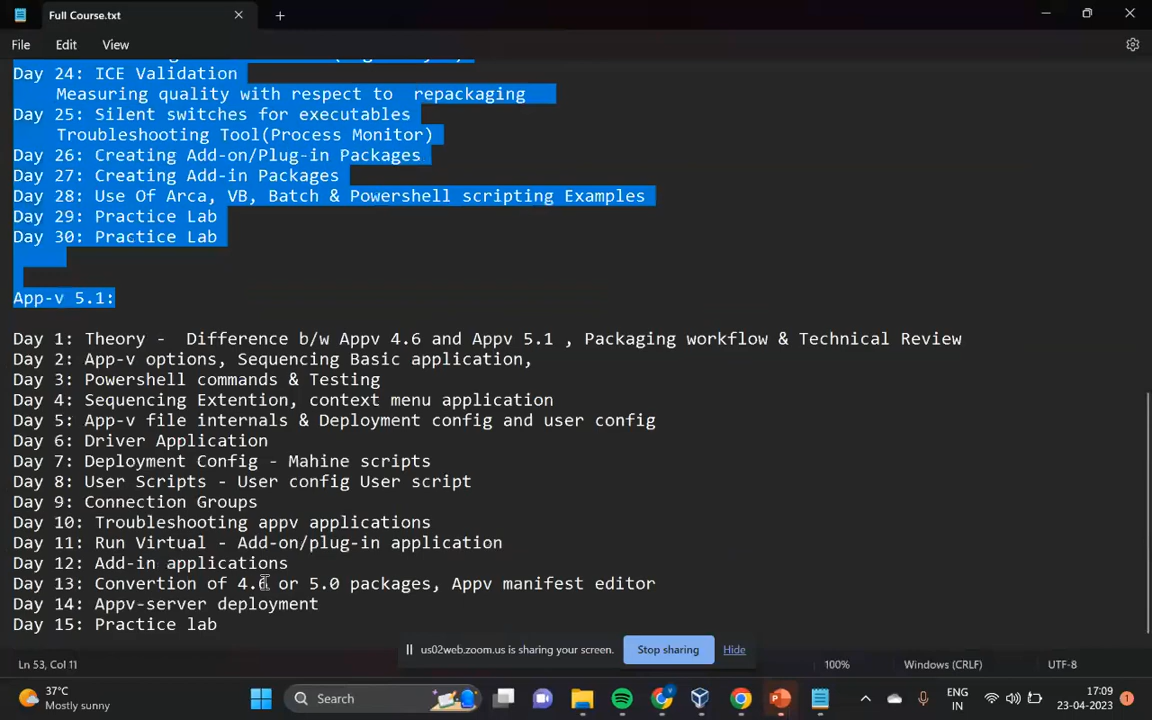 Full Course.txt
File Edit View
Day 24: ICE Validation
Measuring quality with respect to repackaging
Day 25: Silent switches for executables
Troubleshooting Tool(Process Monitor)
Day 26: Creating Add-on/Plug-in Packages
Day 27: Creating Add-in Packages
Day 28: Use Of Arca, VB, Batch & Powershell scripting Examples
Day 29: Practice Lab
Day 30: Practice Lab
App-v 5.1:
Day 1: Theory - Difference b/w Appv 4.6 and Appv 5.1 , Packaging workflow & Technical Review
Day 2: App-v options, Sequencing Basic application,
Day 3: Powershell commands & Testing
Day 4: Sequencing Extention, context menu application
Day 5: App-v file internals & Deployment config and user config
Day 6: Driver Application
Day 7: Deployment Config - Mahine scripts
Day 8: User Scripts - User config User script
Day 9: Connection Groups
Day 10: Troubleshooting appv applications
Day 11: Run Virtual - Add-on/plug-in application
Day 12: Add-in applications
Day 13: Convertion of 4.6 or 5.0 packages, Appv manifest editor
Day 14: Appv-server deployment
Day 15: Practice lab
us02web.zoom.us is sharing your screen. Stop sharing Hide
Ln 53, Col 11 100% Windows (CRLF) UTF-8
37°C
Mostly sunny
Search
ENG
IN
17:09
23-04-2023
1